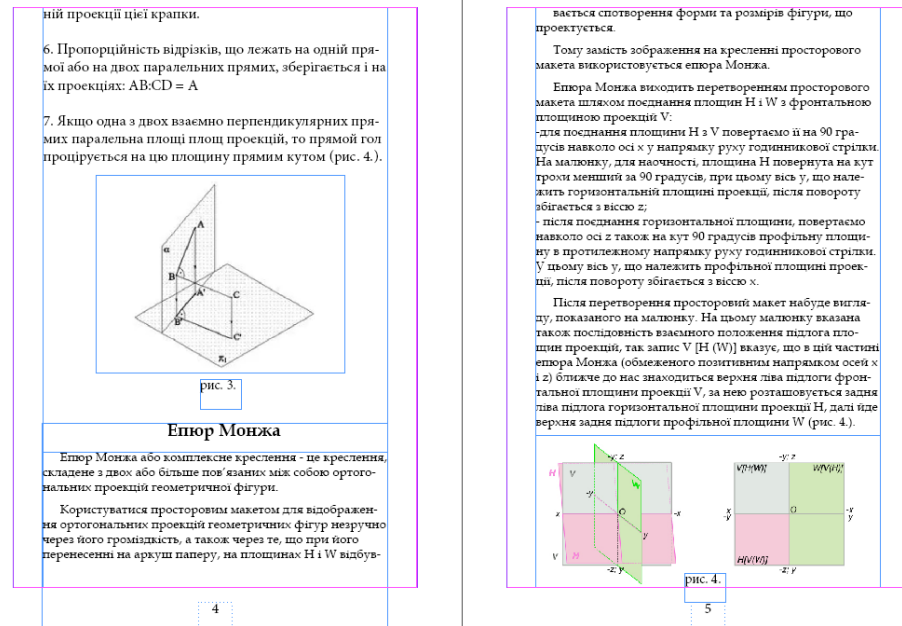 ній проекції цієї крапки.
6. Пропорційність відрізків, що лежать на одній пря-
мої або на двох паралельних прямих, зберігається і на
їх проекціях: AB:CD = A
7. Якщо одна з двох взаємно перпендикулярних пря-
мих паралельна площі площ проекцій, то прямой гол
проціруєтся на цю площину прямим кутом (рис. 4.).
α
A
B
A'
C
B'
C'
π₁
рис. 3.
Епюр Монжа
Епюр Монжа або комплексне креслення - це креслення,
складене з двох або більше пов'язаних між собою ортого-
нальних проекцій геометричної фігури.
Користуватися просторовим макетом для відображен-
ня ортогональних проекцій геометричних фігур незручно
через його громіздкість, а також через те, що при його
перенесенні на аркуш паперу, на площинах H і W відбув-
4
вається спотворення форми та розмірів фігури, що
проектується.
Тому замість зображення на кресленні просторового
макета використовується епюра Монжа.
Епюра Монжа виходить перетворенням просторового
макета шляхом поєднання площин H і W з фронтальною
площиною проекцій V:
-для поєднання площини H з V повертаємо її на 90 гра-
дусів навколо осі x у напрямку руху годинникової стрілки.
На малюнку, для наочності, площина H повернута на кут
трохи менший за 90 градусів, при цьому вісь y, що нале-
жить горизонтальній площині проекції, після повороту
збігається з віссю z;
- після поєднання горизонтальної площини, повертаємо
навколо осі z також на кут 90 градусів профільну площи-
ну в протилежному напрямку руху годинникової стрілки.
У цьому вісь y, що належить профільної площині проек-
ції, після повороту збігається з віссю x.
Після перетворення просторовий макет набуде вигля-
ду, показаного на малюнку. На цьому малюнку вказана
також послідовність взаємного положення підлога пло-
щин проекцій, так запис V [H (W)] вказує, що в цій частині
епюра Монжа (обмеженого позитивним напрямком осей x
і z) ближче до нас знаходиться верхня ліва підлоги фрон-
тальної площини проекції V, за нею розташовується задня
ліва підлога горизонтальної площини проекції H, далі йде
верхня задня підлоги профільної площини W (рис. 4.).
-y; z
H
V
W
-y
x
O
-x
y
V
H
-z; y
-y; z
V[H(W)]
W[V(H)]
x
-y
O
-x
y
H[V(W)]
-z; y
рис. 4.
5